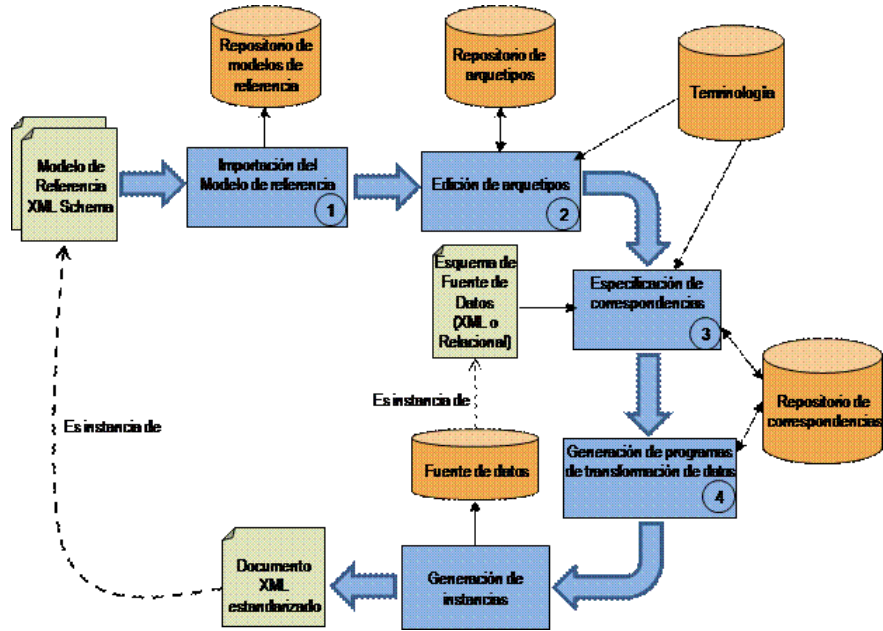 Repositorio de
modelos de
referencia
Repositorio de
arquetipos
Terminología
Modelo de
Referencia
XML Schema
Importación del
Modelo de referencia
1
Edición de arquetipos
2
Esquema de
Fuente de
Datos
(XML o
Relacional)
Especificación de
correspondencias
3
Es instancia de
Es instancia de
Repositorio de
correspondencias
Generación de programas
de transformación de datos
4
Fuente de datos
Documento
XML
estandarizado
Generación de
instancias